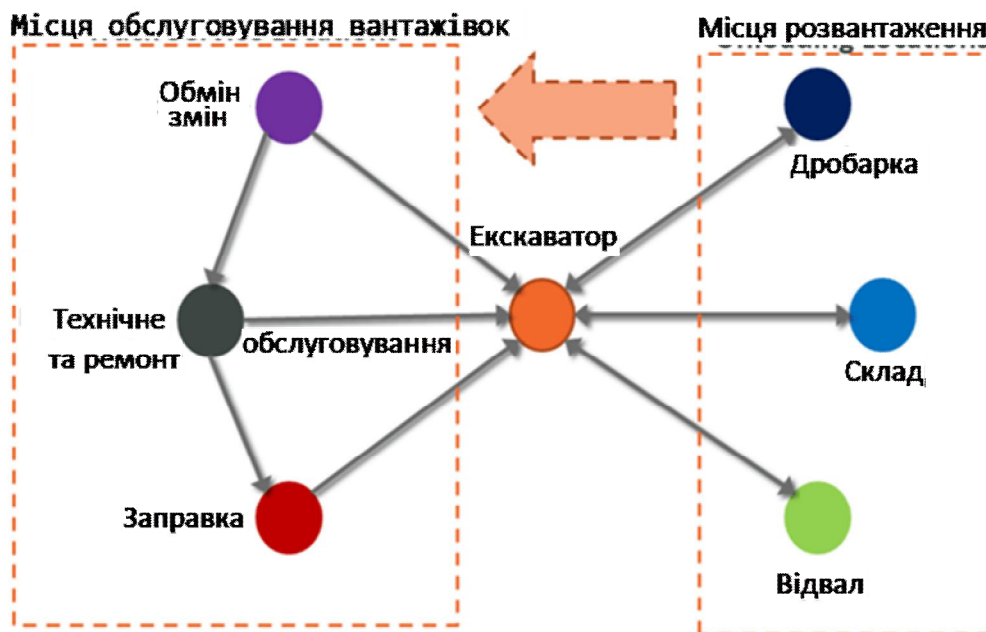 Місця обслуговування вантажівок
Місця розвантаження
Обмін
змін
Дробарка
Екскаватор
Технічне
обслуговування
та ремонт
Склад
Заправка
Відвал